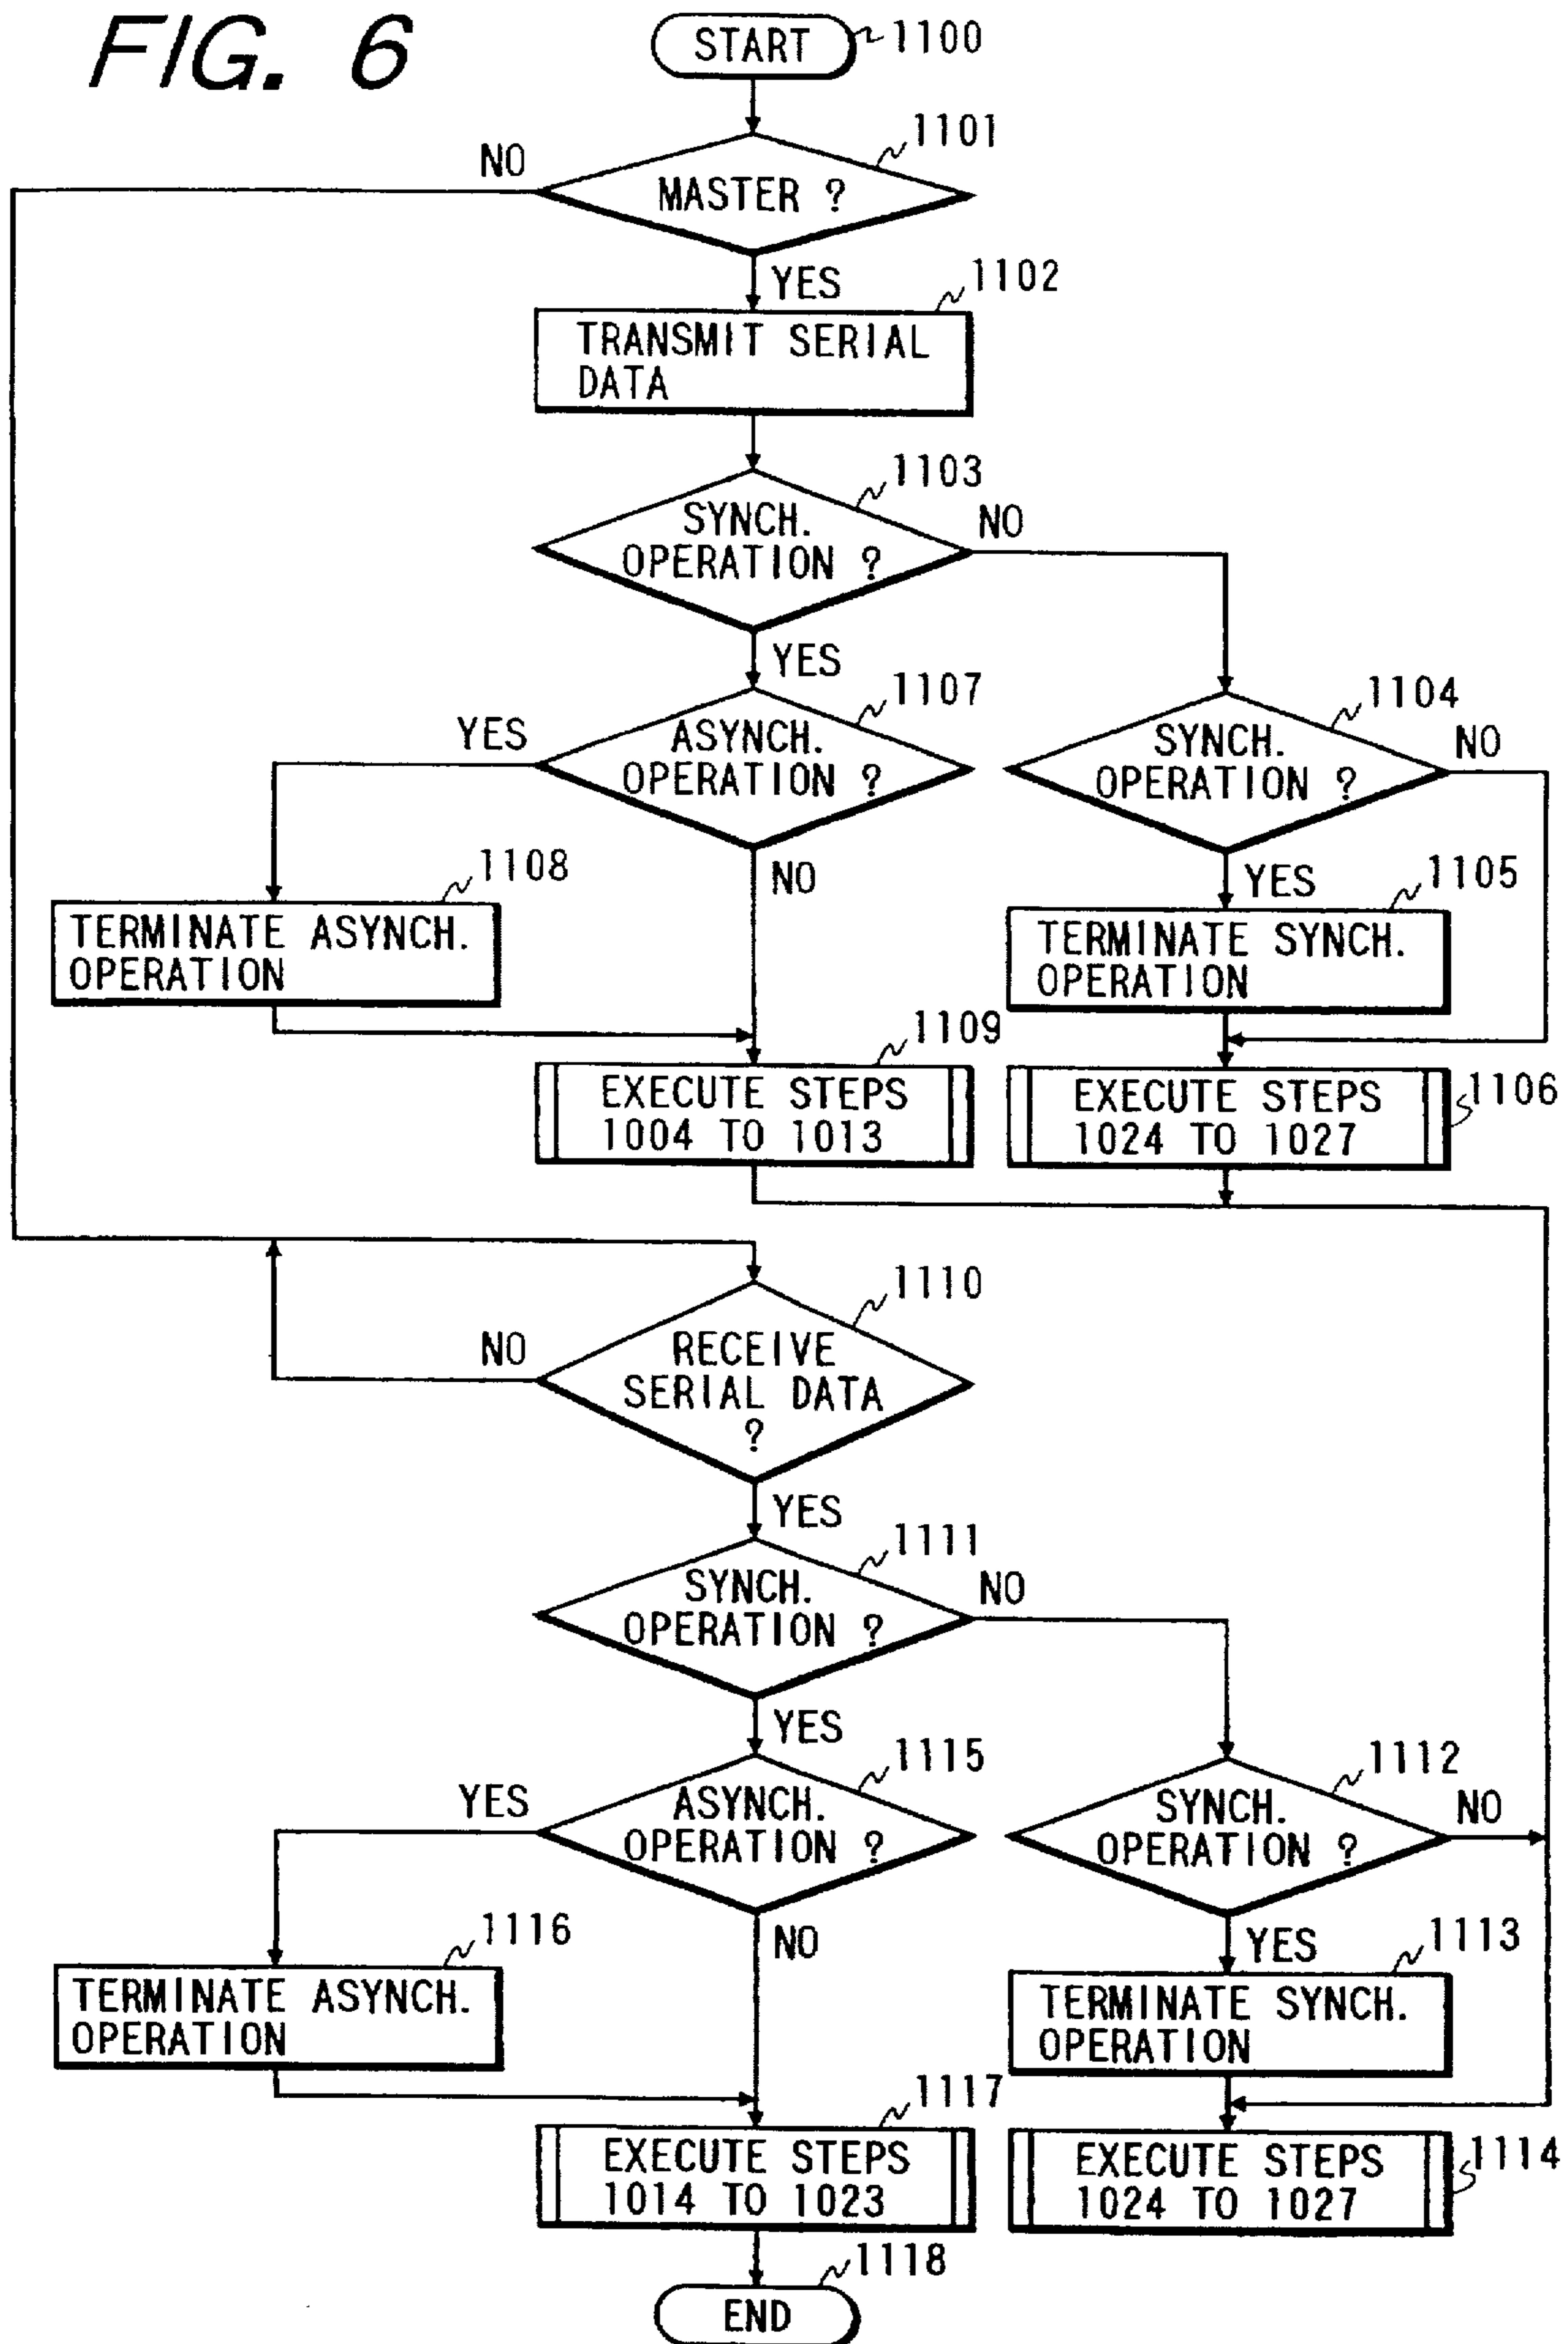 FIG. 6
START
1100
1101
NO
MASTER ?
YES
1102
TRANSMIT SERIAL
DATA
1103
SYNCH.
OPERATION ?
NO
YES
1107
YES
ASYNCH.
OPERATION ?
1104
SYNCH.
OPERATION ?
NO
1108
NO
YES
1105
TERMINATE ASYNCH.
OPERATION
TERMINATE SYNCH.
OPERATION
1109
EXECUTE STEPS
1004 TO 1013
EXECUTE STEPS
1024 TO 1027
1106
1110
NO
RECEIVE
SERIAL DATA
?
YES
1111
SYNCH.
OPERATION ?
NO
YES
1115
YES
ASYNCH.
OPERATION ?
1112
SYNCH.
OPERATION ?
NO
1116
NO
YES
1113
TERMINATE ASYNCH.
OPERATION
TERMINATE SYNCH.
OPERATION
1117
EXECUTE STEPS
1014 TO 1023
EXECUTE STEPS
1024 TO 1027
1114
1118
END